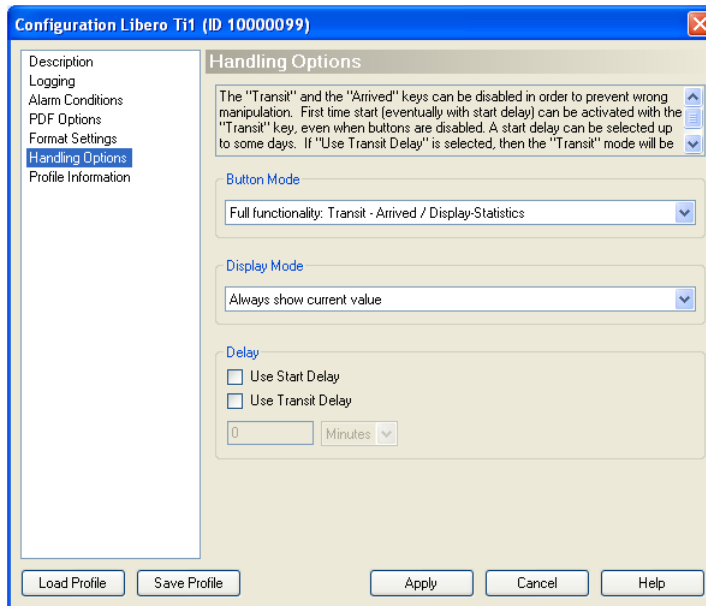 Configuration Libero Ti1 (ID 10000099)
Description
Logging
Alarm Conditions
PDF Options
Format Settings
Handling Options
Profile Information
Handling Options
The "Transit" and the "Arrived" keys can be disabled in order to prevent wrong
manipulation. First time start (eventually with start delay) can be activated with the
"Transit" key, even when buttons are disabled. A start delay can be selected up
to some days. If "Use Transit Delay" is selected, then the "Transit" mode will be
Button Mode
Full functionality: Transit - Arrived / Display-Statistics
Display Mode
Always show current value
Delay
Use Start Delay
Use Transit Delay
0 Minutes
Load Profile Save Profile Apply Cancel Help